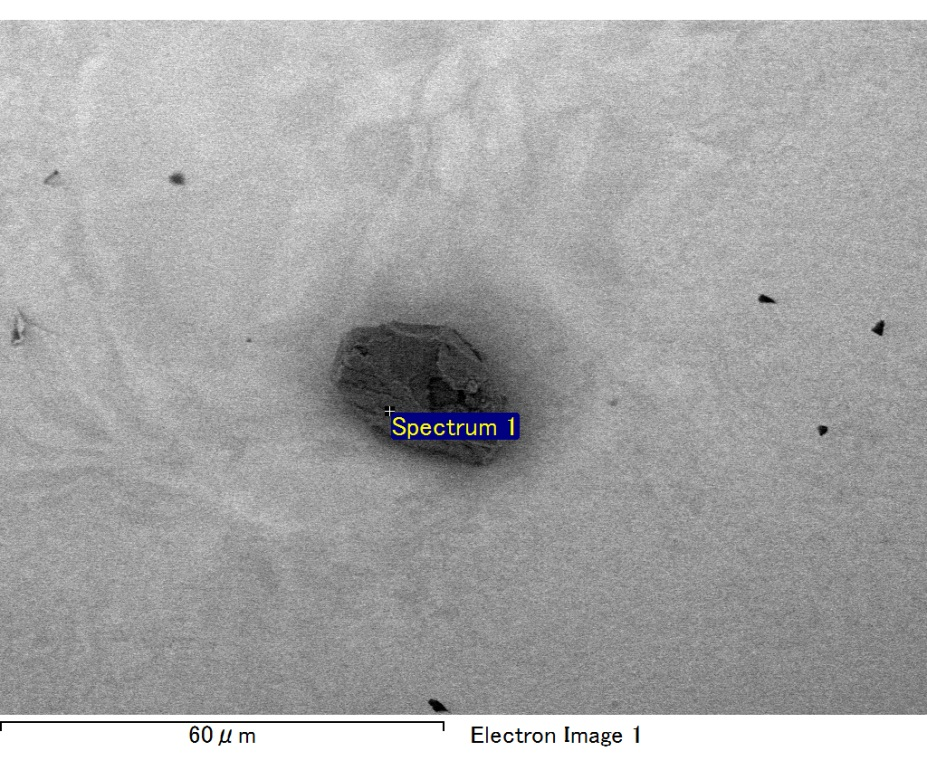 Spectrum 1
60 μ m
Electron Image 1